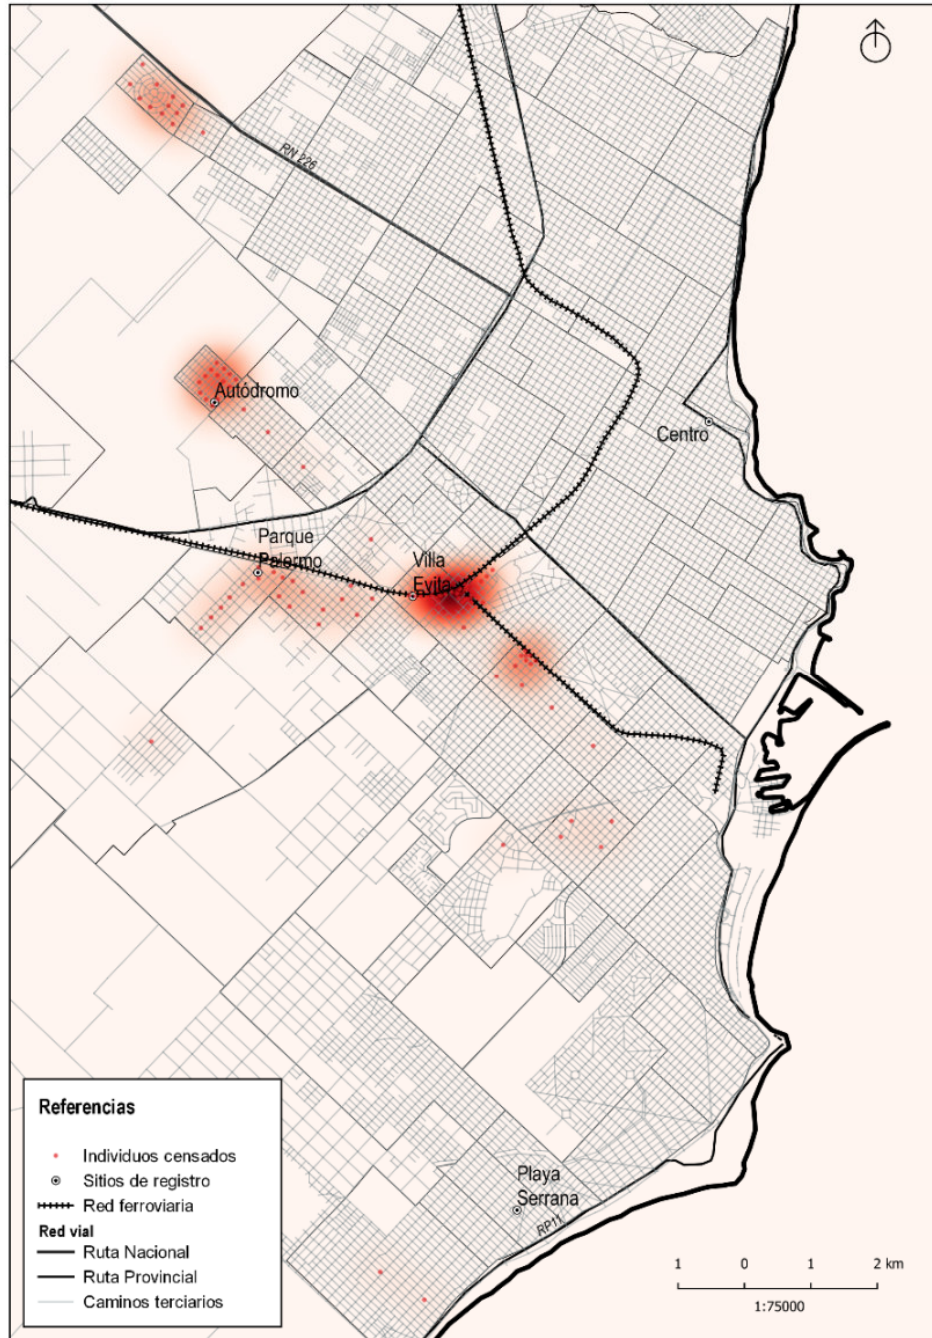 RN 226
Autódromo
Centro
Parque
Palermo
Villa
Evita
Playa
Serrana
RP11
Referencias
Individuos censados
Sitios de registro
Red ferroviaria
Red vial
Ruta Nacional
Ruta Provincial
Caminos terciarios
1 0 1 2 km
1:75000